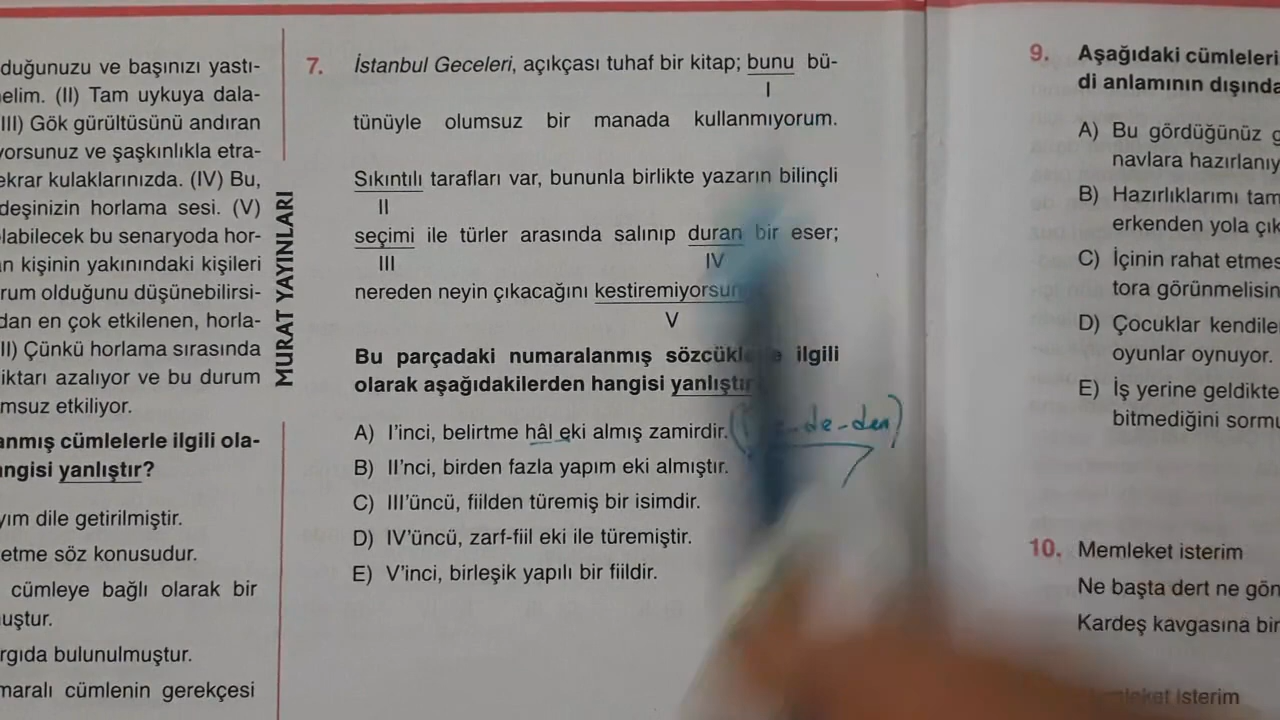 duğunuzu ve başınızı yastı-
elim. (II) Tam uykuya dala-
III) Gök gürültüsünü andıran
yorsunuz ve şaşkınlıkla etra-
ekrar kulaklarınızda. (IV) Bu,
deşinizin horlama sesi. (V)
labilecek bu senaryoda hor-
n kişinin yakınındaki kişileri
rum olduğunu düşünebilirsi-
dan en çok etkilenen, horla-
II) Çünkü horlama sırasında
iktarı azalıyor ve bu durum
msuz etkiliyor.
anmış cümlelerle ilgili ola-
angisi yanlıştır?
yım dile getirilmiştir.
etme söz konusudur.
cümleye bağlı olarak bir
uştur.
rgıda bulunulmuştur.
maralı cümlenin gerekçesi
MURAT YAYINLARI
7. İstanbul Geceleri, açıkçası tuhaf bir kitap; bunu bü-
I
tünüyle olumsuz bir manada kullanmıyorum.
Sıkıntılı tarafları var, bununla birlikte yazarın bilinçli
II
seçimi ile türler arasında salınıp duran bir eser;
III IV
nereden neyin çıkacağını kestiremiyorsun
V
Bu parçadaki numaralanmış sözcükle ilgili
olarak aşağıdakilerden hangisi yanlıştır
A) I'inci, belirtme hâl eki almış zamirdir. -de-den)
B) II'nci, birden fazla yapım eki almıştır.
C) III'üncü, fiilden türemiş bir isimdir.
D) IV'üncü, zarf-fiil eki ile türemiştir.
E) V'inci, birleşik yapılı bir fiildir.
9. Aşağıdaki cümleleri
di anlamının dışında
A) Bu gördüğünüz
navlara hazırlanıy
B) Hazırlıklarımı tam
erkenden yola çık
C) İçinin rahat etmes
tora görünmelisin
D) Çocuklar kendile
oyunlar oynuyor.
E) İş yerine geldikte
bitmediğini sormu
10. Memleket isterim
Ne başta dert ne gön
Kardeş kavgasına bir
Memleket isterim